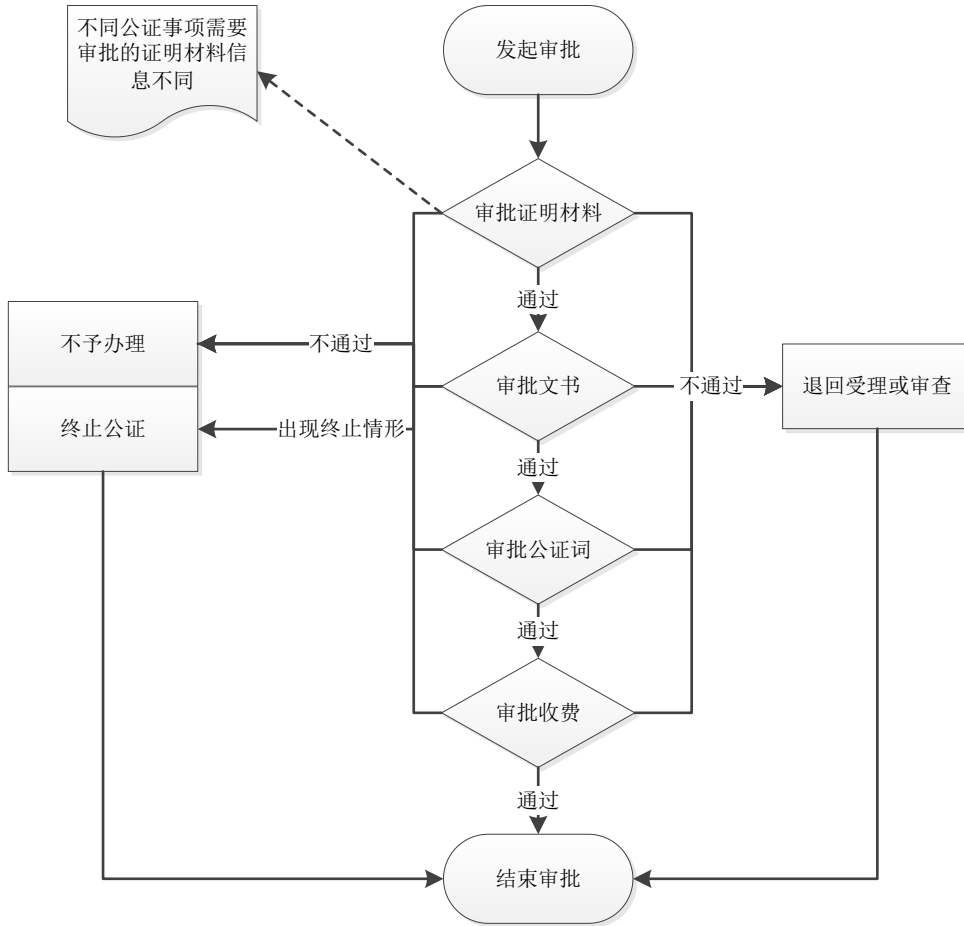 不同公证事项需要
审批的证明材料信
息不同
发起审批
审批证明材料
通过
不予办理
不通过
审批文书
不通过
退回受理或审查
终止公证
出现终止情形
通过
审批公证词
通过
审批收费
通过
结束审批